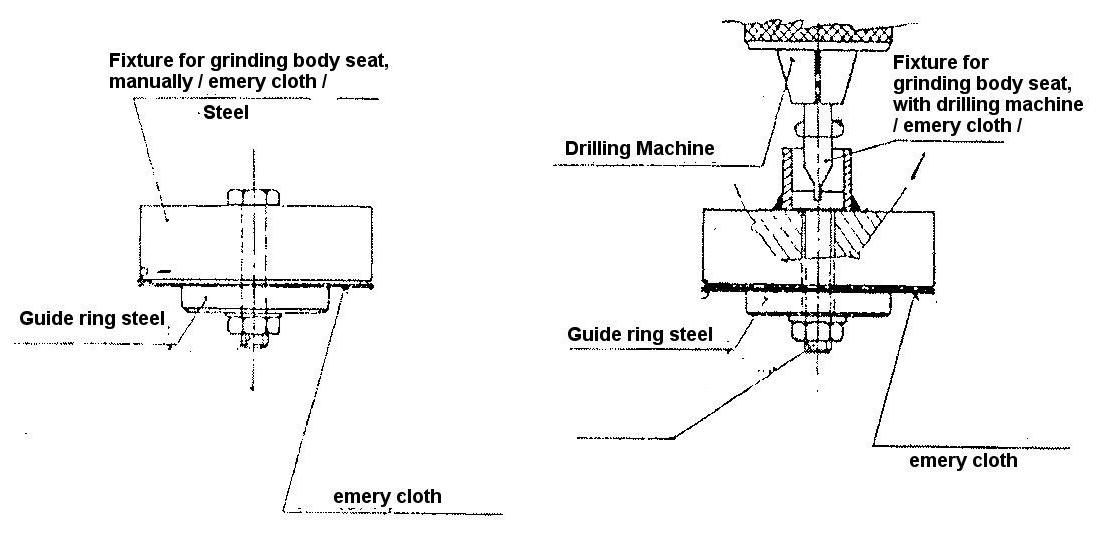 Fixture for grinding body seat,
manually / emery cloth /
Steel
Guide ring steel
emery cloth
Fixture for
grinding body seat,
with drilling machine
/ emery cloth /
Drilling Machine
Guide ring steel
emery cloth